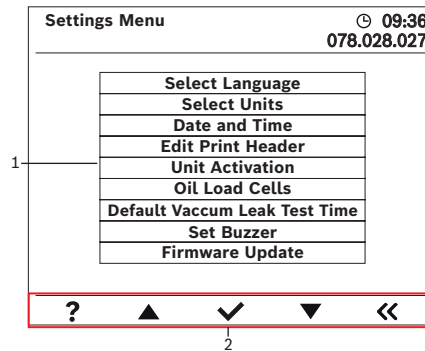 Settings Menu
09:36
078.028.027
Select Language
Select Units
Date and Time
Edit Print Header
1
Unit Activation
Oil Load Cells
Default Vaccum Leak Test Time
Set Buzzer
Firmware Update
?
2